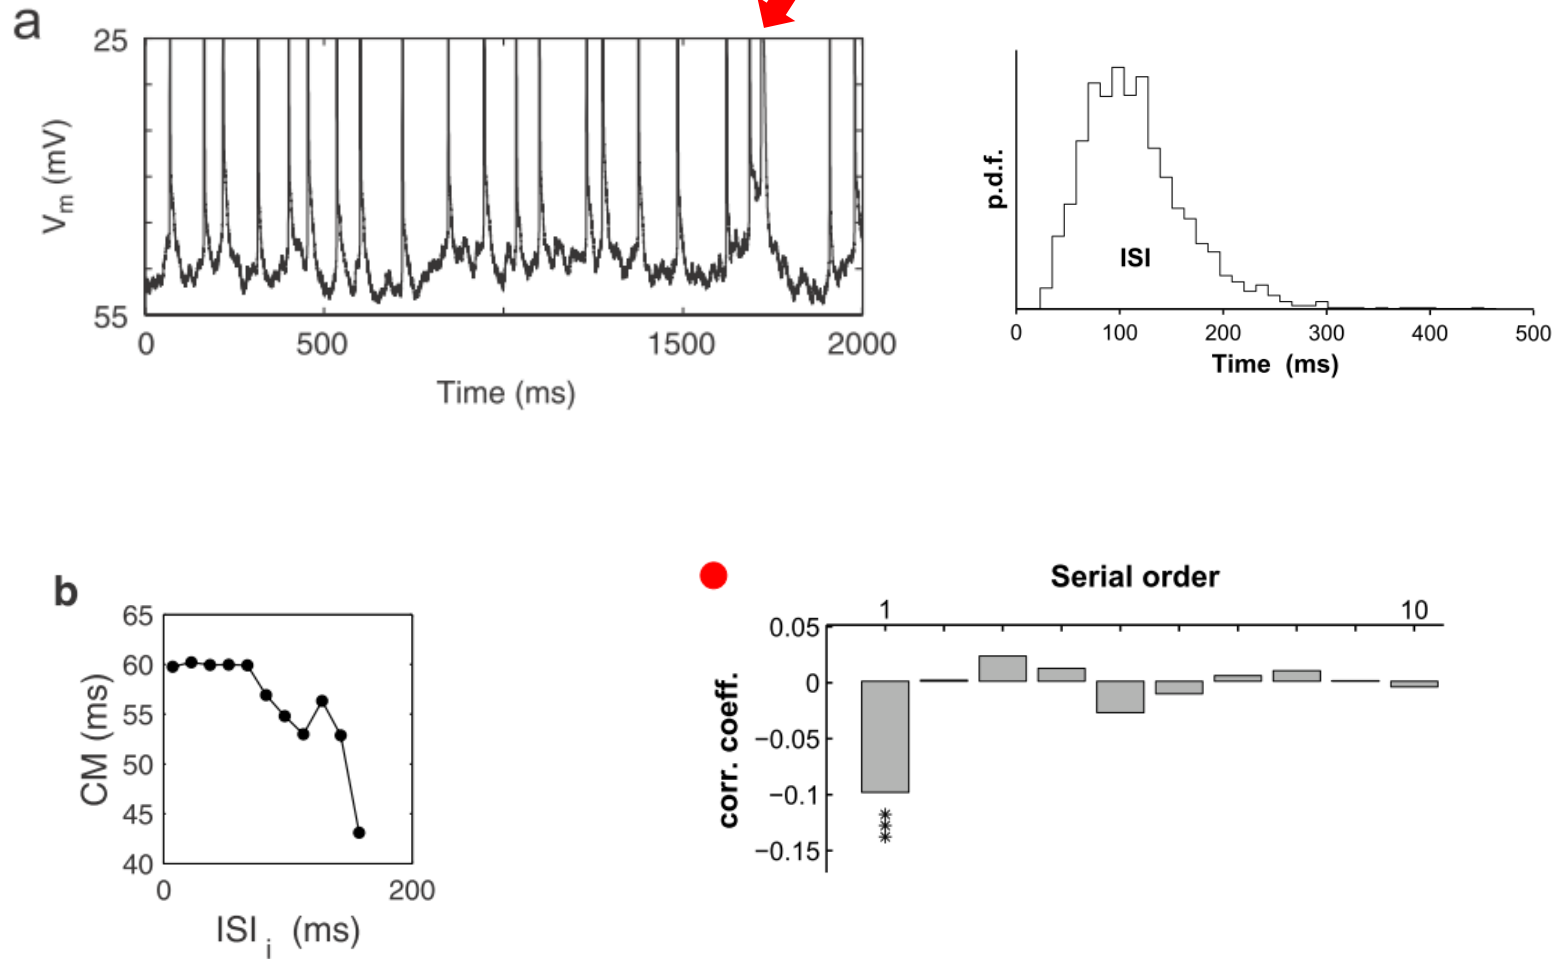 a
25
V m (mV)
55
0 500 1500 2000
Time (ms)
p.d.f.
ISI
0 100 200 300 400 500
Time (ms)
b
65
60
55
50
45
40
CM (ms)
0 200
ISI i (ms)
Serial order
1 10
0.05
0
−0.05
−0.1
−0.15
corr. coeff.
***